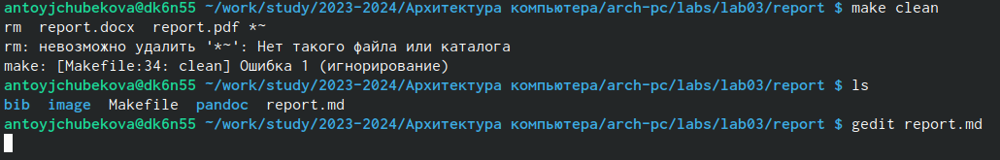 antoyjchubekova@dk6n55 ~/work/study/2023-2024/Архитектура компьютера/arch-pc/labs/lab03/report $ make clean
rm  report.docx  report.pdf *~
rm: невозможно удалить '*~': Нет такого файла или каталога
make: [Makefile:34: clean] Ошибка 1 (игнорирование)
antoyjchubekova@dk6n55 ~/work/study/2023-2024/Архитектура компьютера/arch-pc/labs/lab03/report $ ls
bib  image  Makefile  pandoc  report.md
antoyjchubekova@dk6n55 ~/work/study/2023-2024/Архитектура компьютера/arch-pc/labs/lab03/report $ gedit report.md